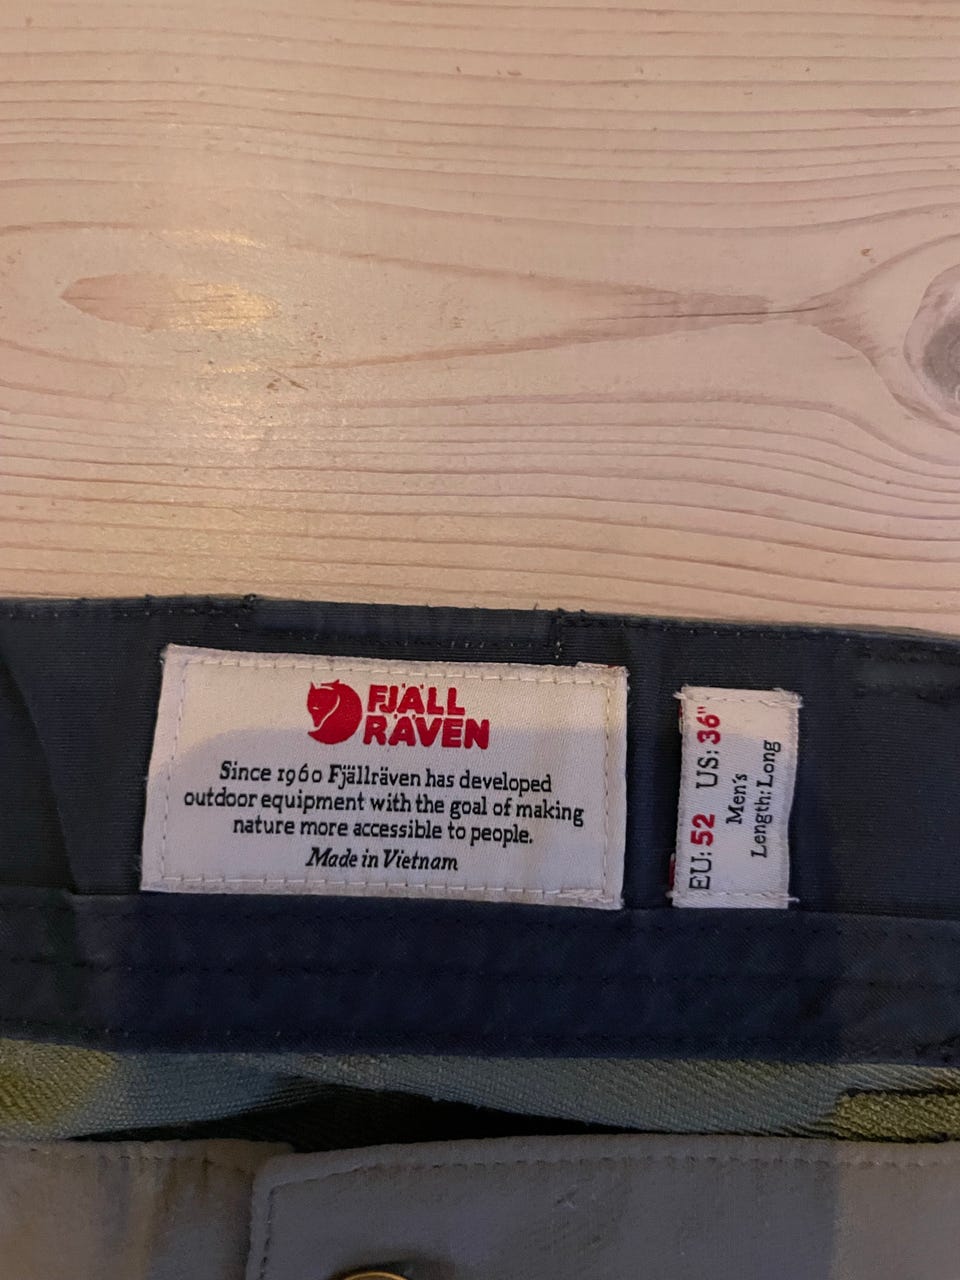 FJÄLL
RÄVEN
Since 1960 Fjällräven has developed
outdoor equipment with the goal of making
nature more accessible to people.
Made in Vietnam
EU: 52 US: 36"
Men's
Length: Long